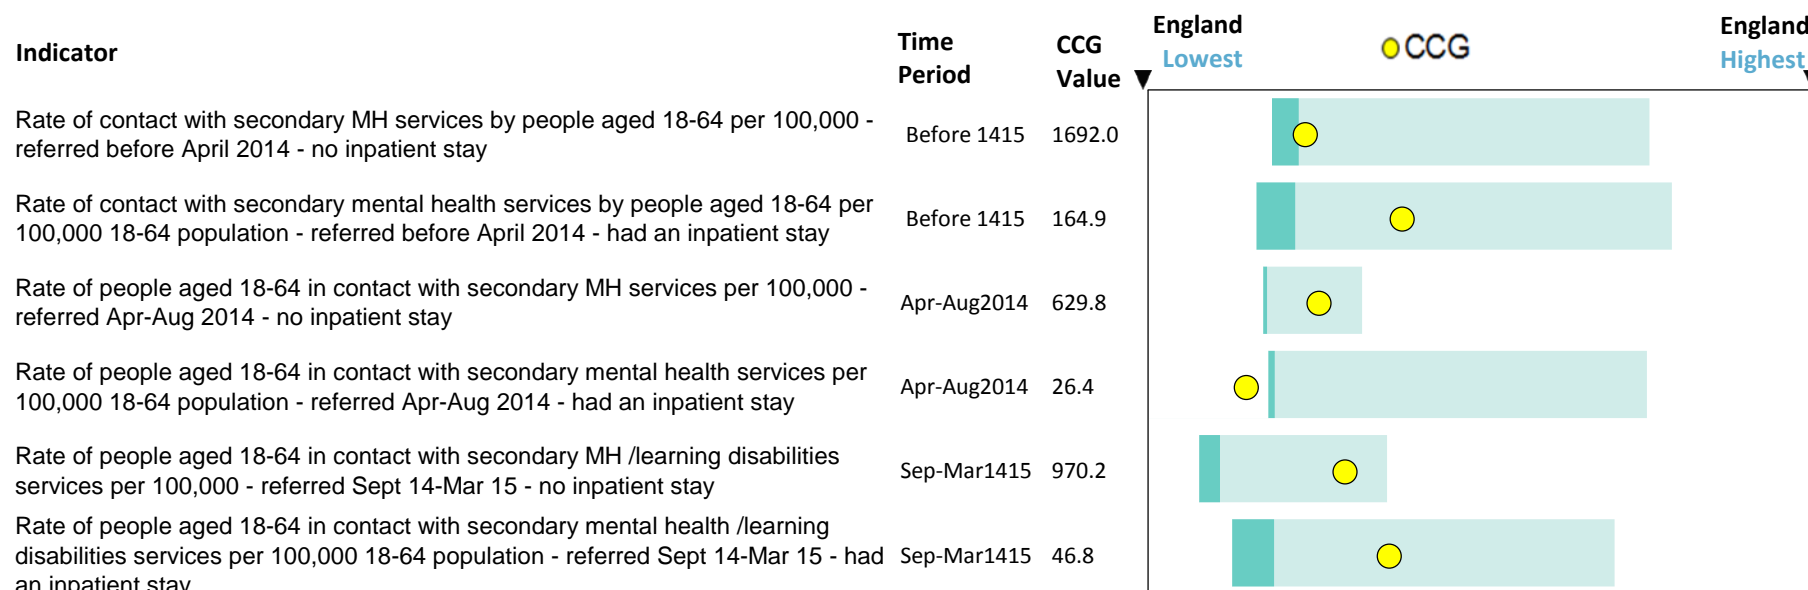 Indicator
Time
Period
CCG
Value
England
Lowest
CCG
England
Highest
Rate of contact with secondary MH services by people aged 18-64 per 100,000 -
referred before April 2014 - no inpatient stay
Before 1415
1692.0
Rate of contact with secondary mental health services by people aged 18-64 per
100,000 18-64 population - referred before April 2014 - had an inpatient stay
Before 1415
164.9
Rate of people aged 18-64 in contact with secondary MH services per 100,000 -
referred Apr-Aug 2014 - no inpatient stay
Apr-Aug2014
629.8
Rate of people aged 18-64 in contact with secondary mental health services per
100,000 18-64 population - referred Apr-Aug 2014 - had an inpatient stay
Apr-Aug2014
26.4
Rate of people aged 18-64 in contact with secondary MH /learning disabilities
services per 100,000 - referred Sept 14-Mar 15 - no inpatient stay
Sep-Mar1415
970.2
Rate of people aged 18-64 in contact with secondary mental health /learning
disabilities services per 100,000 18-64 population - referred Sept 14-Mar 15 - had
an inpatient stay
Sep-Mar1415
46.8